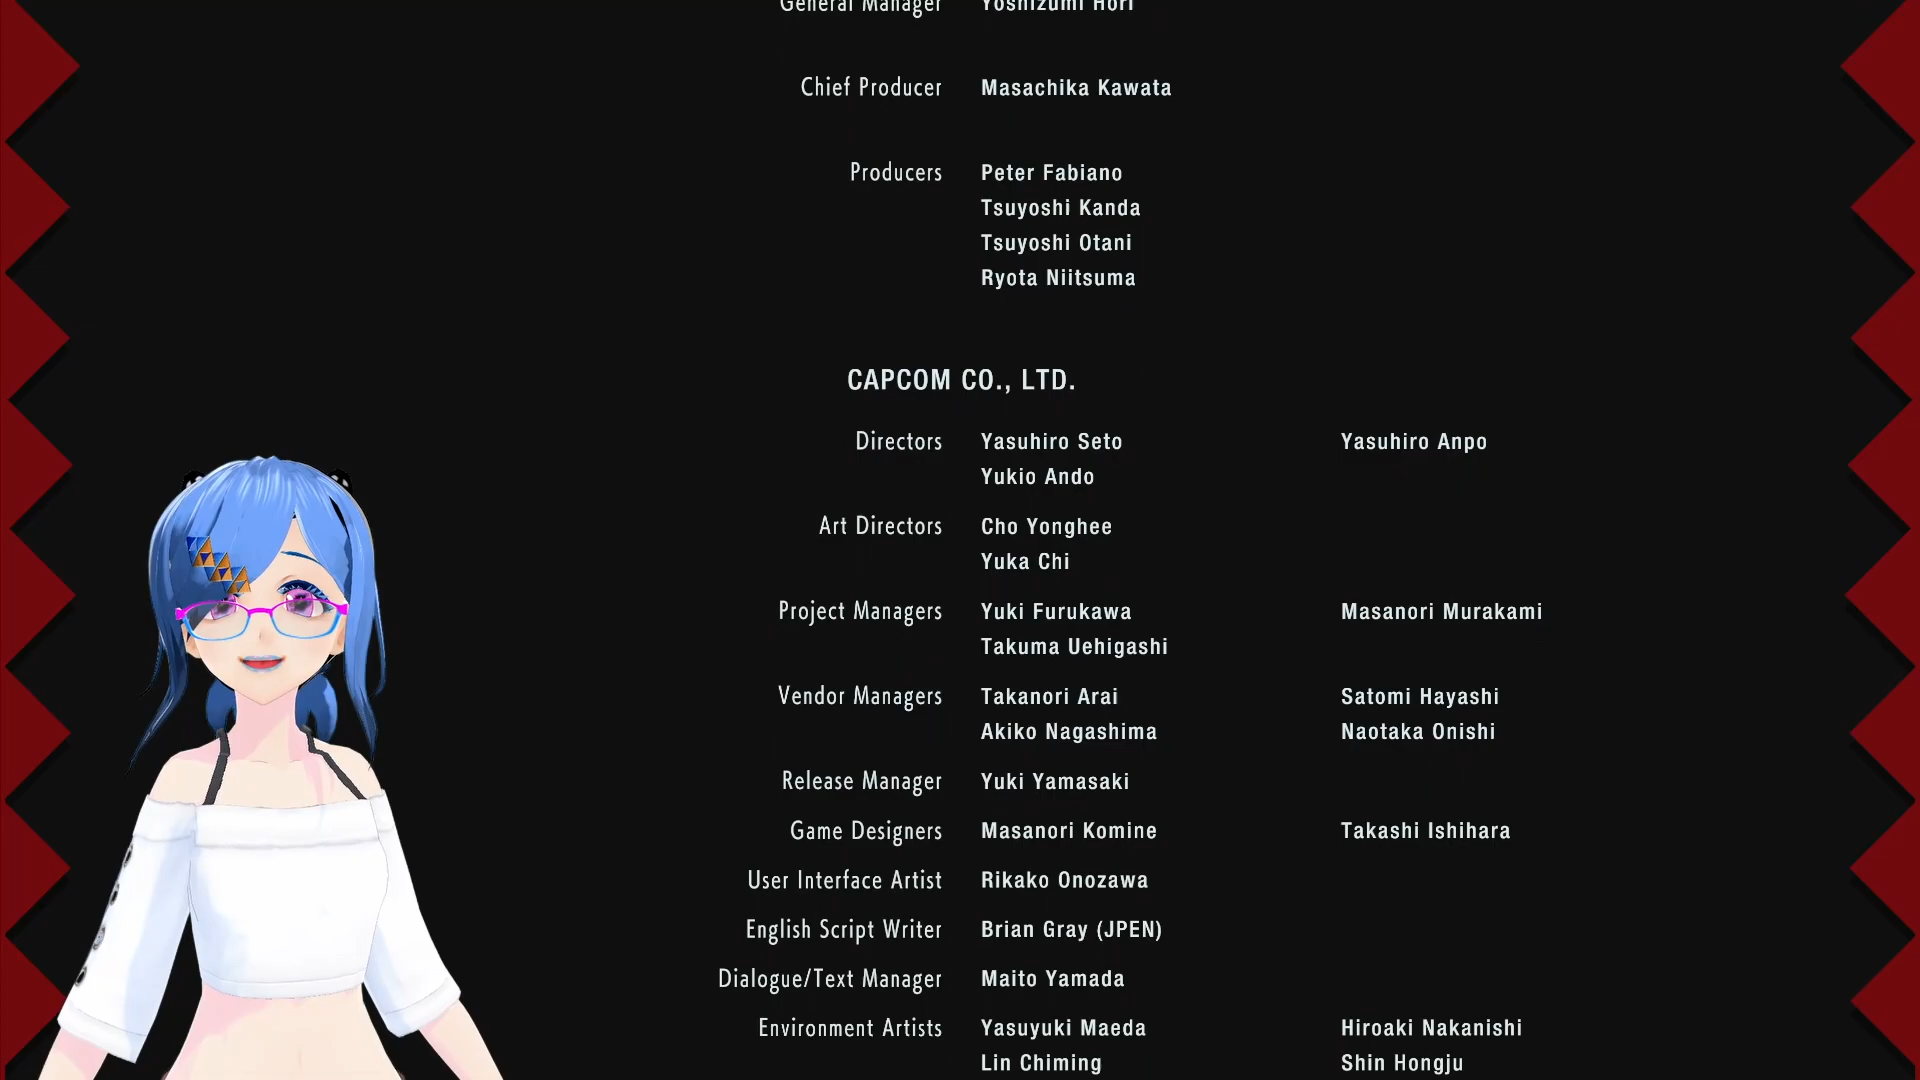 General Manager Yoshizumi Hori
Chief Producer Masachika Kawata
Producers Peter Fabiano
Tsuyoshi Kanda
Tsuyoshi Otani
Ryota Niitsuma
CAPCOM CO., LTD.
Directors Yasuhiro Seto Yasuhiro Anpo
Yukio Ando
Art Directors Cho Yonghee
Yuka Chi
Project Managers Yuki Furukawa Masanori Murakami
Takuma Uehigashi
Vendor Managers Takanori Arai Satomi Hayashi
Akiko Nagashima Naotaka Onishi
Release Manager Yuki Yamasaki
Game Designers Masanori Komine Takashi Ishihara
User Interface Artist Rikako Onozawa
English Script Writer Brian Gray (JPEN)
Dialogue/Text Manager Maito Yamada
Environment Artists Yasuyuki Maeda Hiroaki Nakanishi
Lin Chiming Shin Hongju